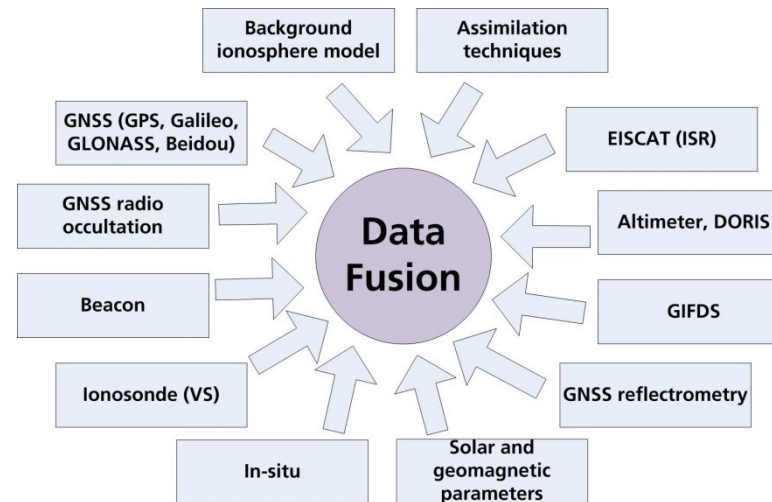 Background
ionosphere model
Assimilation
techniques
GNSS (GPS, Galileo,
GLONASS, Beidou)
EISCAT (ISR)
GNSS radio
occultation
Altimeter, DORIS
Data
Fusion
Beacon
GIFDS
Ionosonde (VS)
GNSS reflectrometry
In-situ
Solar and
geomagnetic
parameters